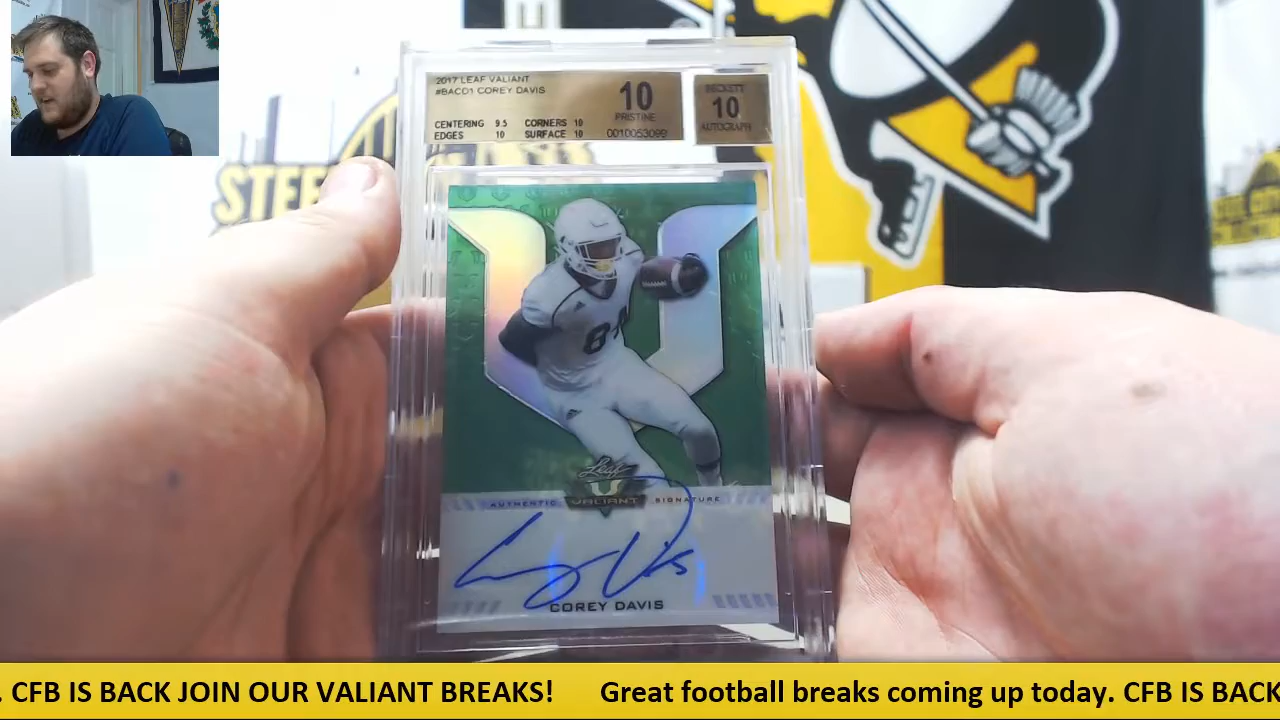 2017 LEAF VALIANT
#BACD1 COREY DAVIS
CENTERING 9.5 CORNERS 10
EDGES 10 SURFACE 10
10
PRISTINE
0010053099
BECKETT
10
AUTOGRAPH
STEE
84
Leaf
VALIANT
AUTHENTIC SIGNATURE
COREY DAVIS
. CFB IS BACK JOIN OUR VALIANT BREAKS! Great football breaks coming up today. CFB IS BACK